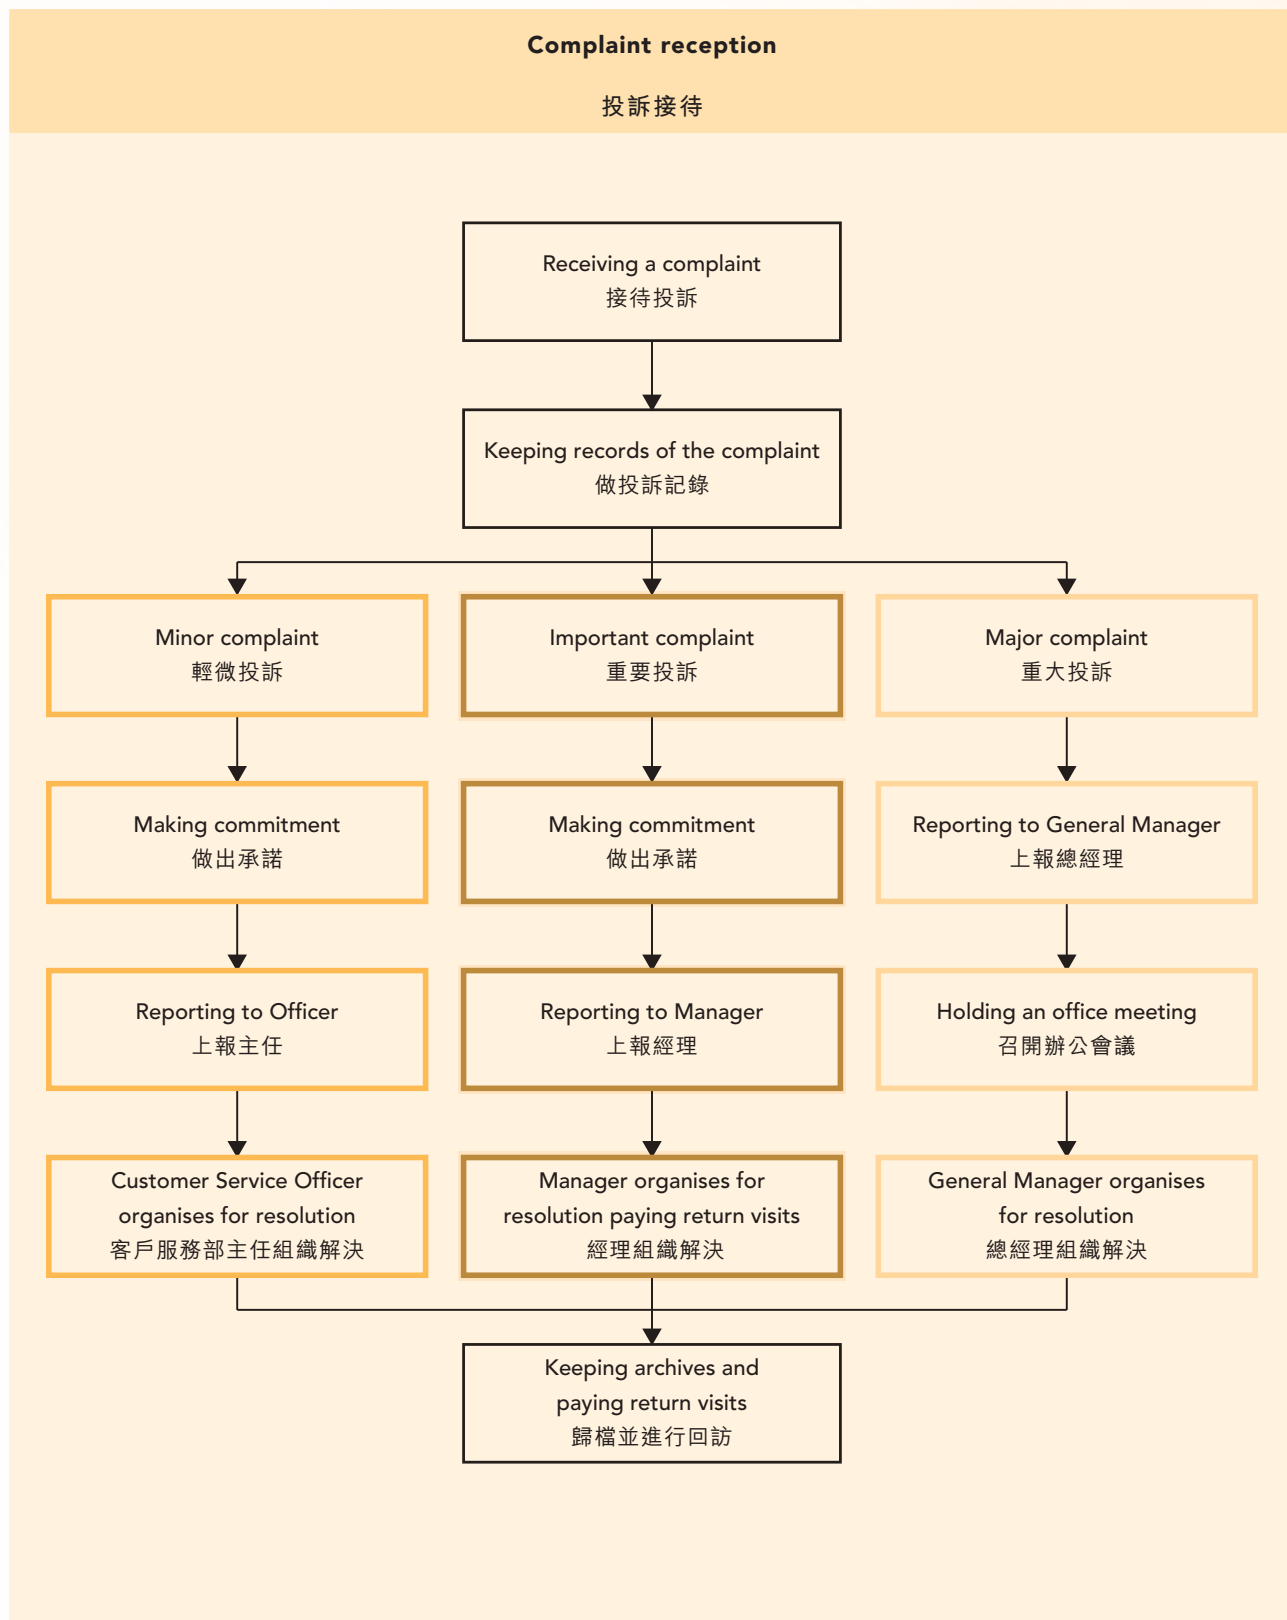 Complaint reception
投訴接待
Receiving a complaint
接待投訴
Keeping records of the complaint
做投訴記錄
Minor complaint
輕微投訴
Important complaint
重要投訴
Major complaint
重大投訴
Making commitment
做出承諾
Making commitment
做出承諾
Reporting to General Manager
上報總經理
Reporting to Officer
上報主任
Reporting to Manager
上報經理
Holding an office meeting
召開辦公會議
Customer Service Officer
organises for resolution
客戶服務部主任組織解決
Manager organises for
resolution paying return visits
經理組織解決
General Manager organises
for resolution
總經理組織解決
Keeping archives and
paying return visits
歸檔並進行回訪